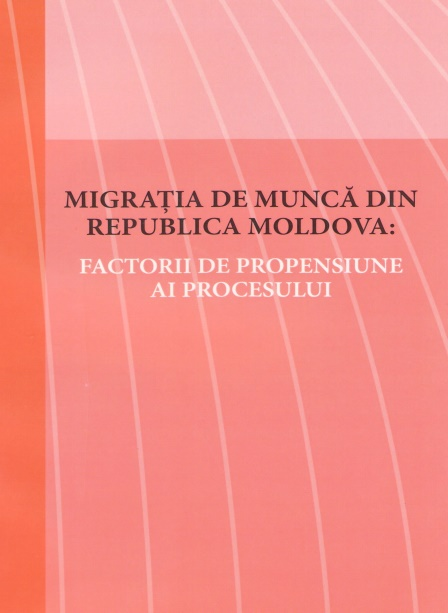 MIGRAȚIA DE MUNCĂ DIN
REPUBLICA MOLDOVA:
FACTORII DE PROPENSIUNE
AI PROCESULUI